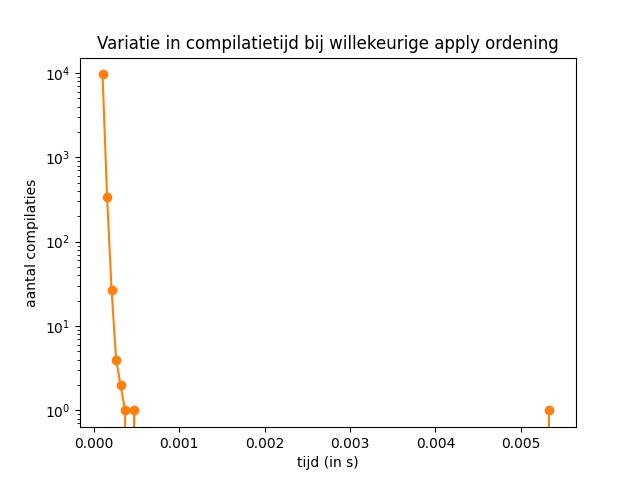 Variatie in compilatietijd bij willekeurige apply ordening
aantal compilaties
10^4
10^3
10^2
10^1
10^0
0.000 0.001 0.002 0.003 0.004 0.005
tijd (in s)